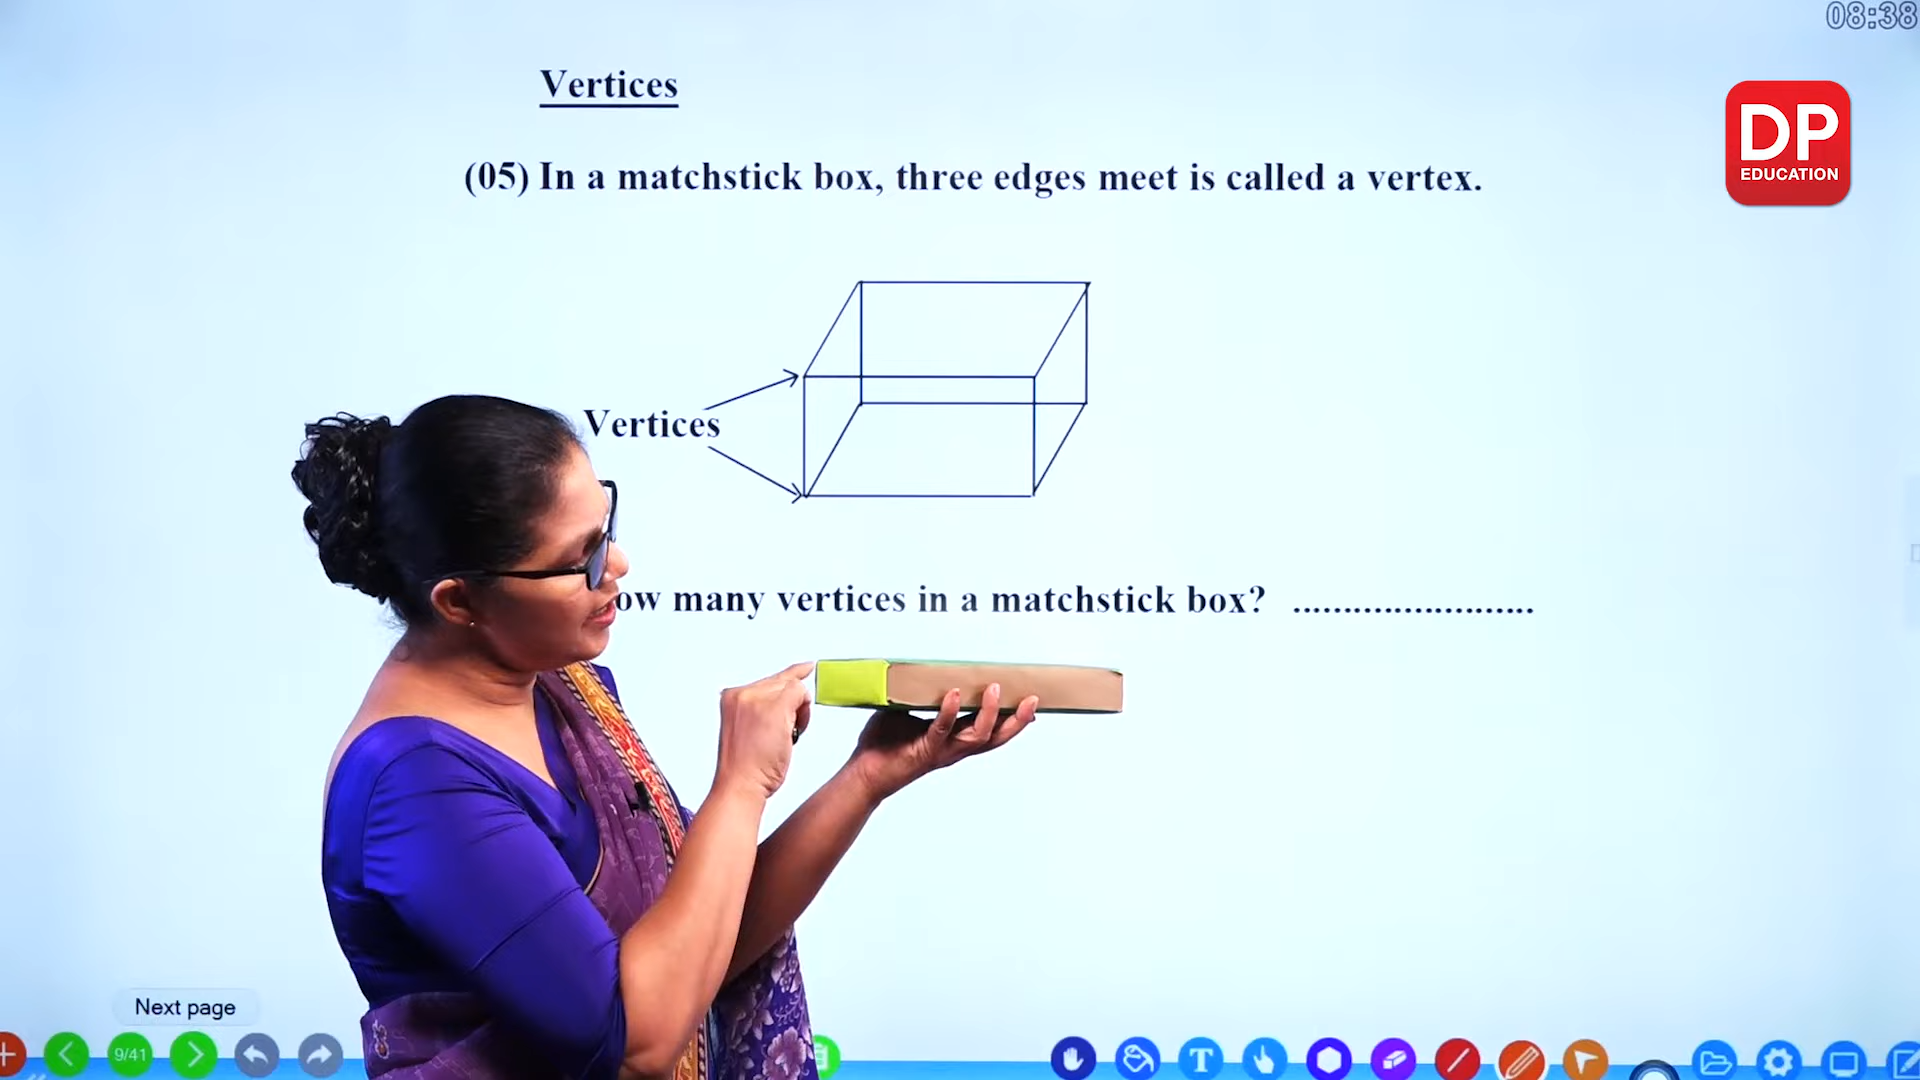 08:38
Vertices
DP
EDUCATION
(05) In a matchstick box, three edges meet is called a vertex.
Vertices
ow many vertices in a matchstick box? ........................
Next page
9/41
T